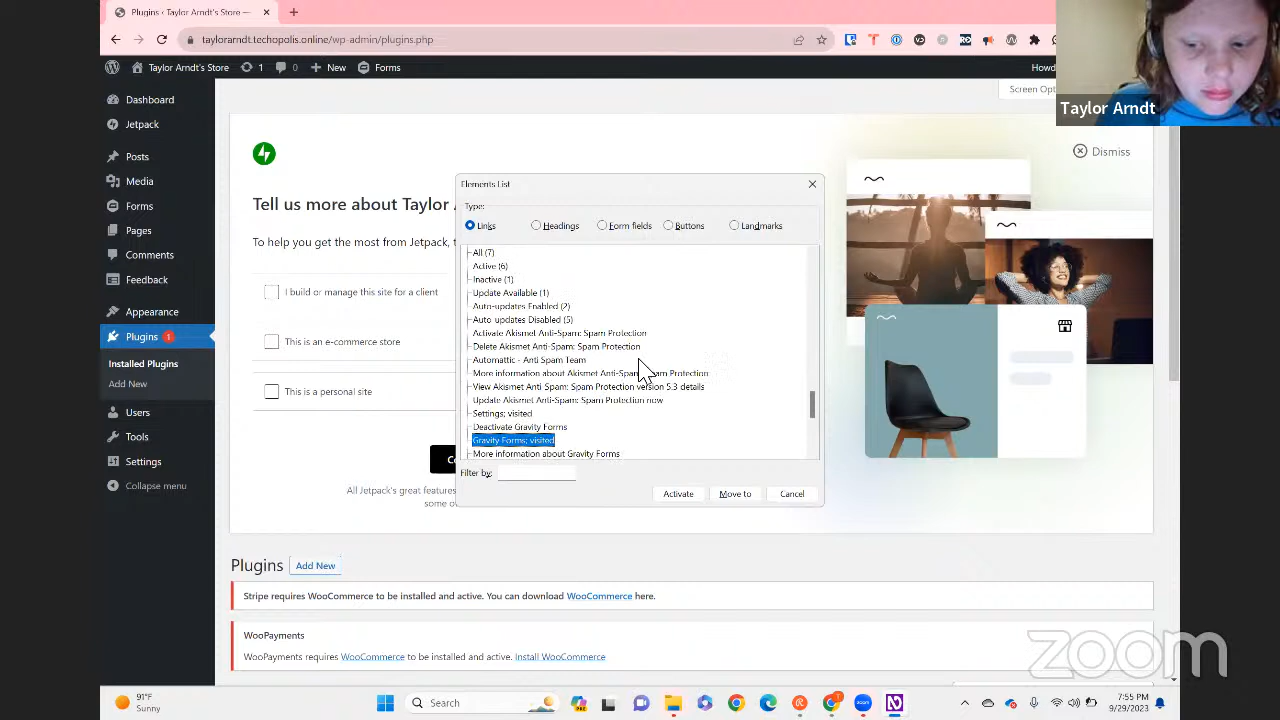 Plugins ‹ Taylor Arndt's Store —
taylorarndt.techopolis.online/wp-admin/plugins.php
Taylor Arndt's Store
1
0
New
Forms
Howd
Screen Opt
Taylor Arndt
Dashboard
Jetpack
Posts
Media
Forms
Pages
Comments
Feedback
Appearance
Plugins 1
Installed Plugins
Add New
Users
Tools
Settings
Collapse menu
Dismiss
Tell us more about Taylor A
To help you get the most from Jetpack, t
I build or manage this site for a client
This is an e-commerce store
This is a personal site
Co
All Jetpack's great features
some ov
Elements List
Type:
Links
Headings
Form fields
Buttons
Landmarks
All (7)
Active (6)
Inactive (1)
Update Available (1)
Auto-updates Enabled (2)
Auto-updates Disabled (5)
Activate Akismet Anti-Spam: Spam Protection
Delete Akismet Anti-Spam: Spam Protection
Automattic - Anti Spam Team
More information about Akismet Anti-Spam: Spam Protection
View Akismet Anti-Spam: Spam Protection version 5.3 details
Update Akismet Anti-Spam: Spam Protection now
Settings; visited
Deactivate Gravity Forms
Gravity Forms; visited
More information about Gravity Forms
Filter by:
Activate
Move to
Cancel
Plugins
Add New
Stripe requires WooCommerce to be installed and active. You can download WooCommerce here.
WooPayments
WooPayments requires WooCommerce to be installed and active. Install WooCommerce
zoom
91°F
Sunny
Search
7:55 PM
9/29/2023